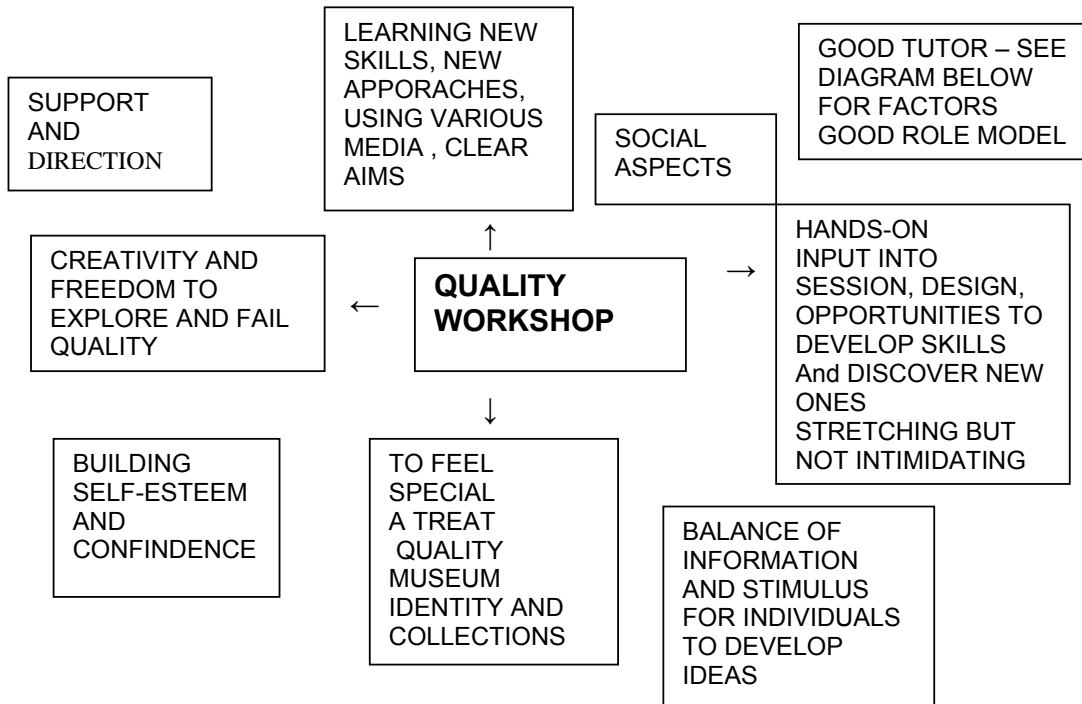 LEARNING NEW
SKILLS, NEW
APPORACHES,
USING VARIOUS
MEDIA , CLEAR
AIMS
GOOD TUTOR – SEE
DIAGRAM BELOW
FOR FACTORS
GOOD ROLE MODEL
SUPPORT
AND
DIRECTION
SOCIAL
ASPECTS
HANDS-ON
INPUT INTO
SESSION, DESIGN,
OPPORTUNITIES TO
DEVELOP SKILLS
And DISCOVER NEW
ONES
STRETCHING BUT
NOT INTIMIDATING
↑
CREATIVITY AND
FREEDOM TO
EXPLORE AND FAIL
QUALITY
←
QUALITY
WORKSHOP
→
↓
BUILDING
SELF-ESTEEM
AND
CONFINDENCE
TO FEEL
SPECIAL
A TREAT
QUALITY
MUSEUM
IDENTITY AND
COLLECTIONS
BALANCE OF
INFORMATION
AND STIMULUS
FOR INDIVIDUALS
TO DEVELOP
IDEAS